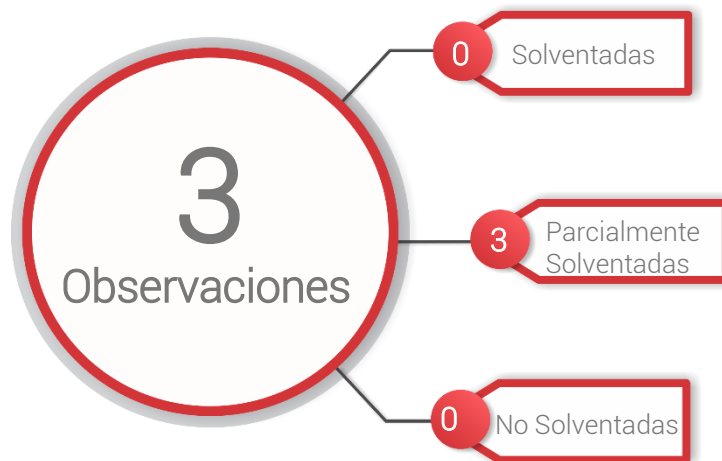 3
Observaciones
0
Solventadas
3
Parcialmente
Solventadas
0
No Solventadas